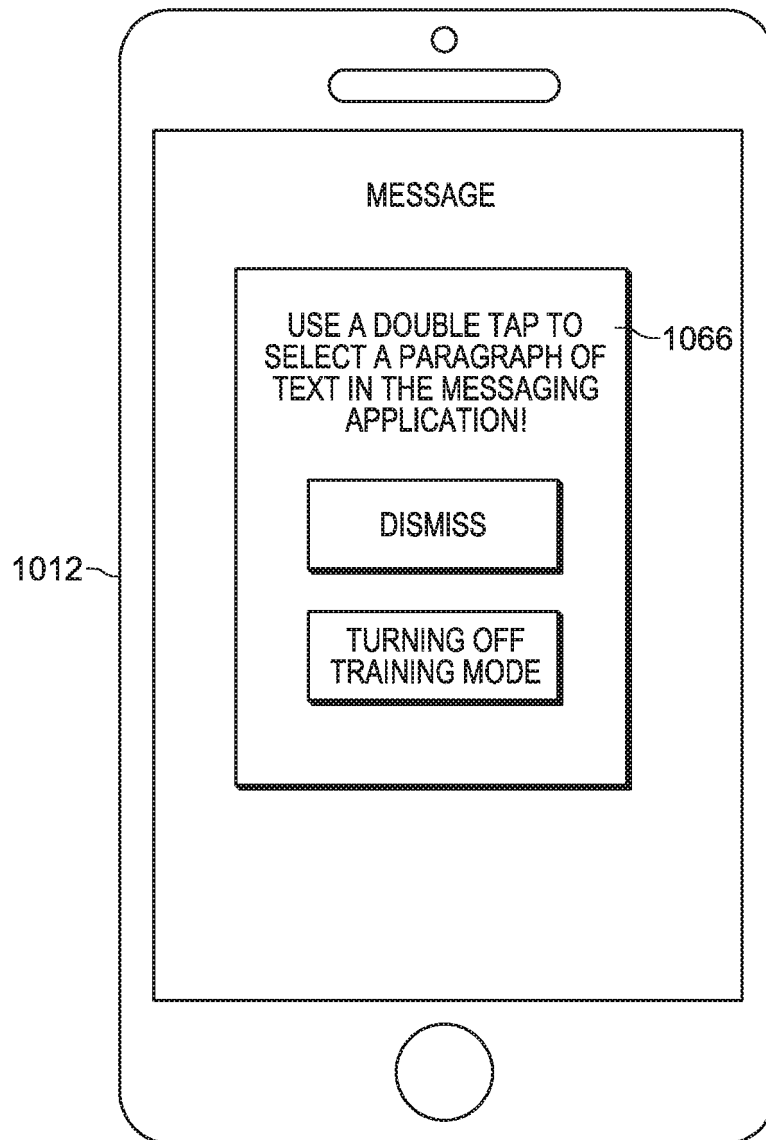 MESSAGE
USE A DOUBLE TAP TO
SELECT A PARAGRAPH OF
TEXT IN THE MESSAGING
APPLICATION!
1066
DISMISS
1012
TURNING OFF
TRAINING MODE